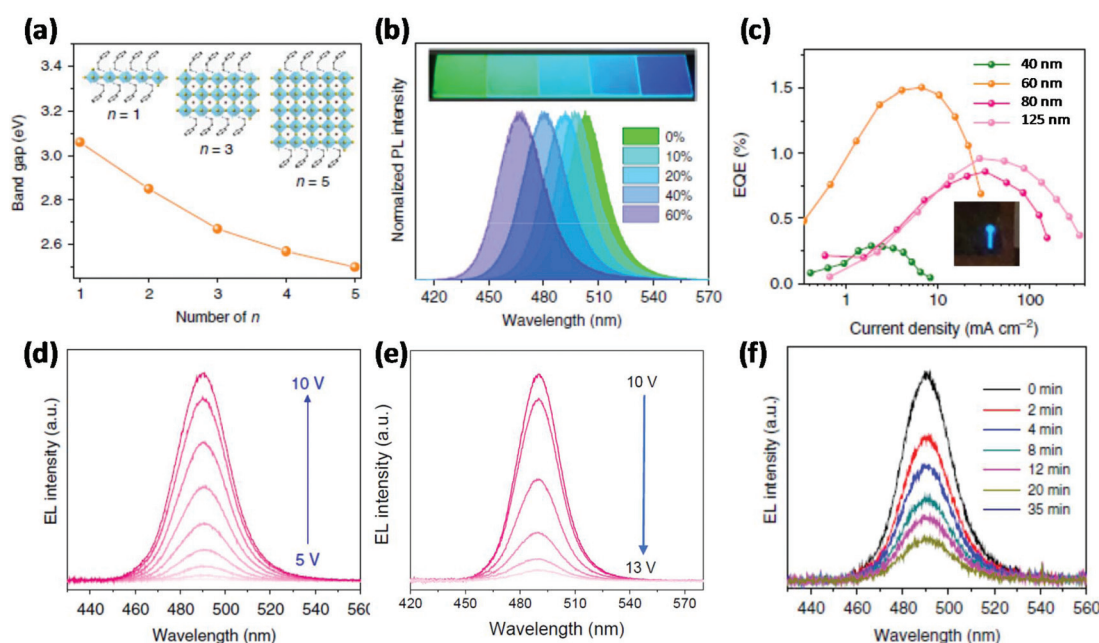 (a)
3.4
3.2
3.0
2.8
2.6
Band gap (eV)
n = 1
n = 3
n = 5
1 2 3 4 5
Number of n
(b)
Normalized PL intensity
0%
10%
20%
40%
60%
420 450 480 510 540 570
Wavelength (nm)
(c)
EQE (%)
1.5
1.0
0.5
0.0
40 nm
60 nm
80 nm
125 nm
1 10 100
Current density (mA cm−2)
(d)
EL intensity (a.u.)
10 V
5 V
440 460 480 500 520 540 560
Wavelength (nm)
(e)
EL intensity (a.u.)
10 V
13 V
420 450 480 510 540 570
Wavelength (nm)
(f)
EL intensity (a.u.)
0 min
2 min
4 min
8 min
12 min
20 min
35 min
440 460 480 500 520 540 560
Wavelength (nm)